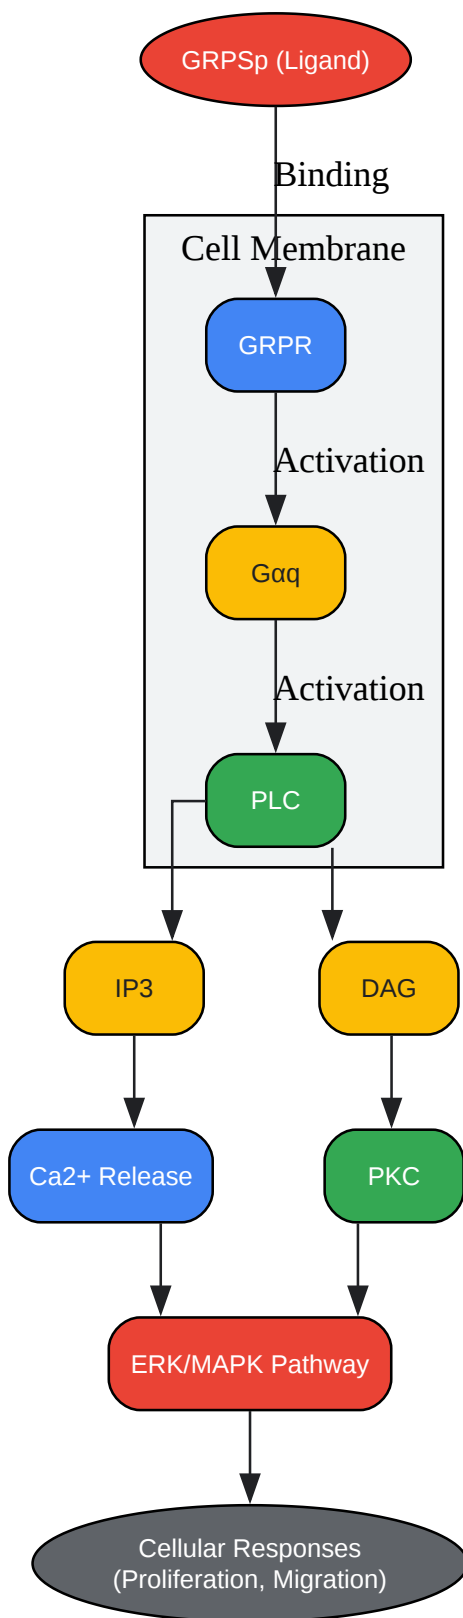 GRPSp (Ligand)
Binding
Cell Membrane
GRPR
Activation
Gαq
Activation
PLC
IP3
DAG
Ca2+ Release
PKC
ERK/MAPK Pathway
Cellular Responses
(Proliferation, Migration)